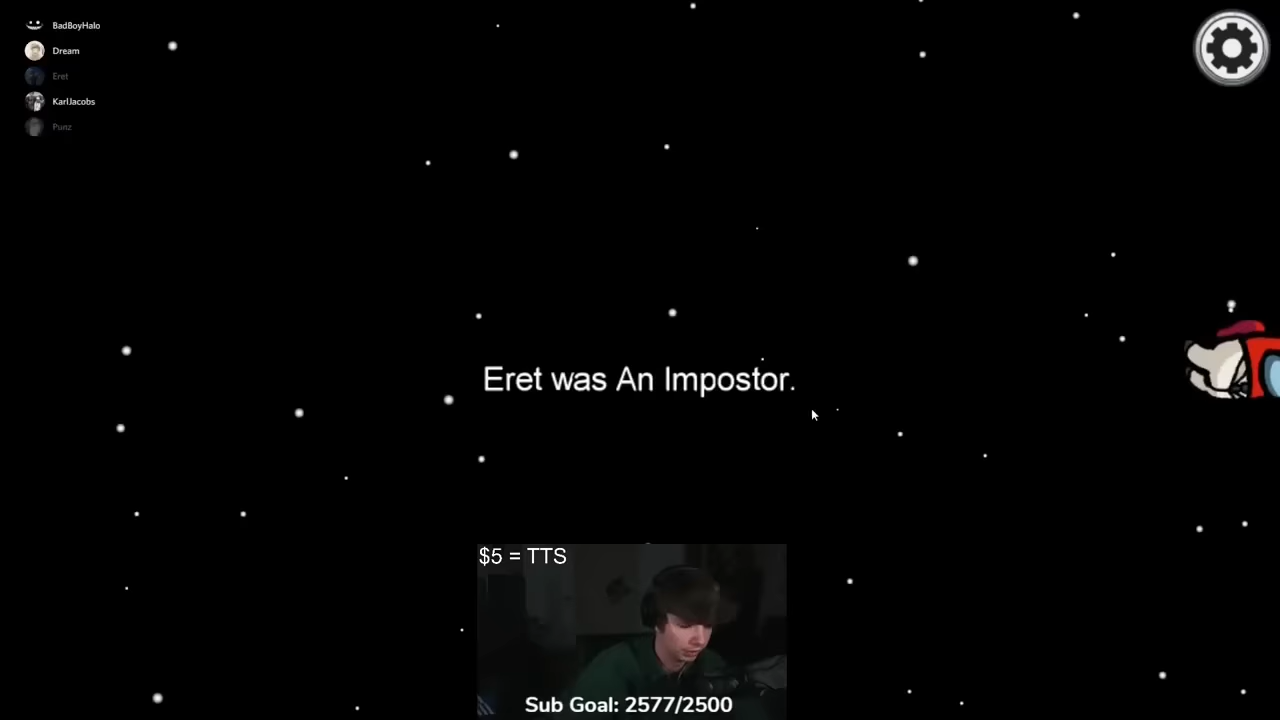 BadBoyHalo
Dream
Eret
KarlJacobs
Punz
Eret was An Impostor.
$5 = TTS
Sub Goal: 2577/2500